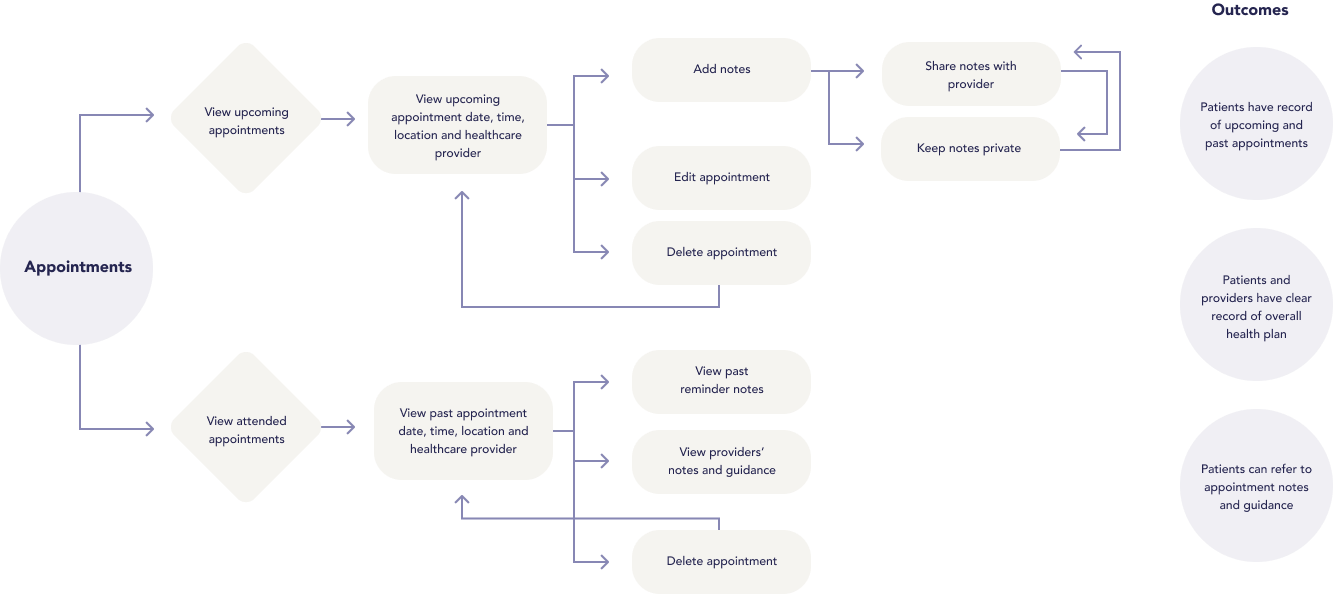 Outcomes
Appointments
View upcoming
appointments
View upcoming
appointment date, time,
location and healthcare
provider
Add notes
Edit appointment
Delete appointment
Share notes with
provider
Keep notes private
View attended
appointments
View past appointment
date, time, location and
healthcare provider
View past
reminder notes
View providers’
notes and guidance
Delete appointment
Patients have record
of upcoming and
past appointments
Patients and
providers have clear
record of overall
health plan
Patients can refer to
appointment notes
and guidance